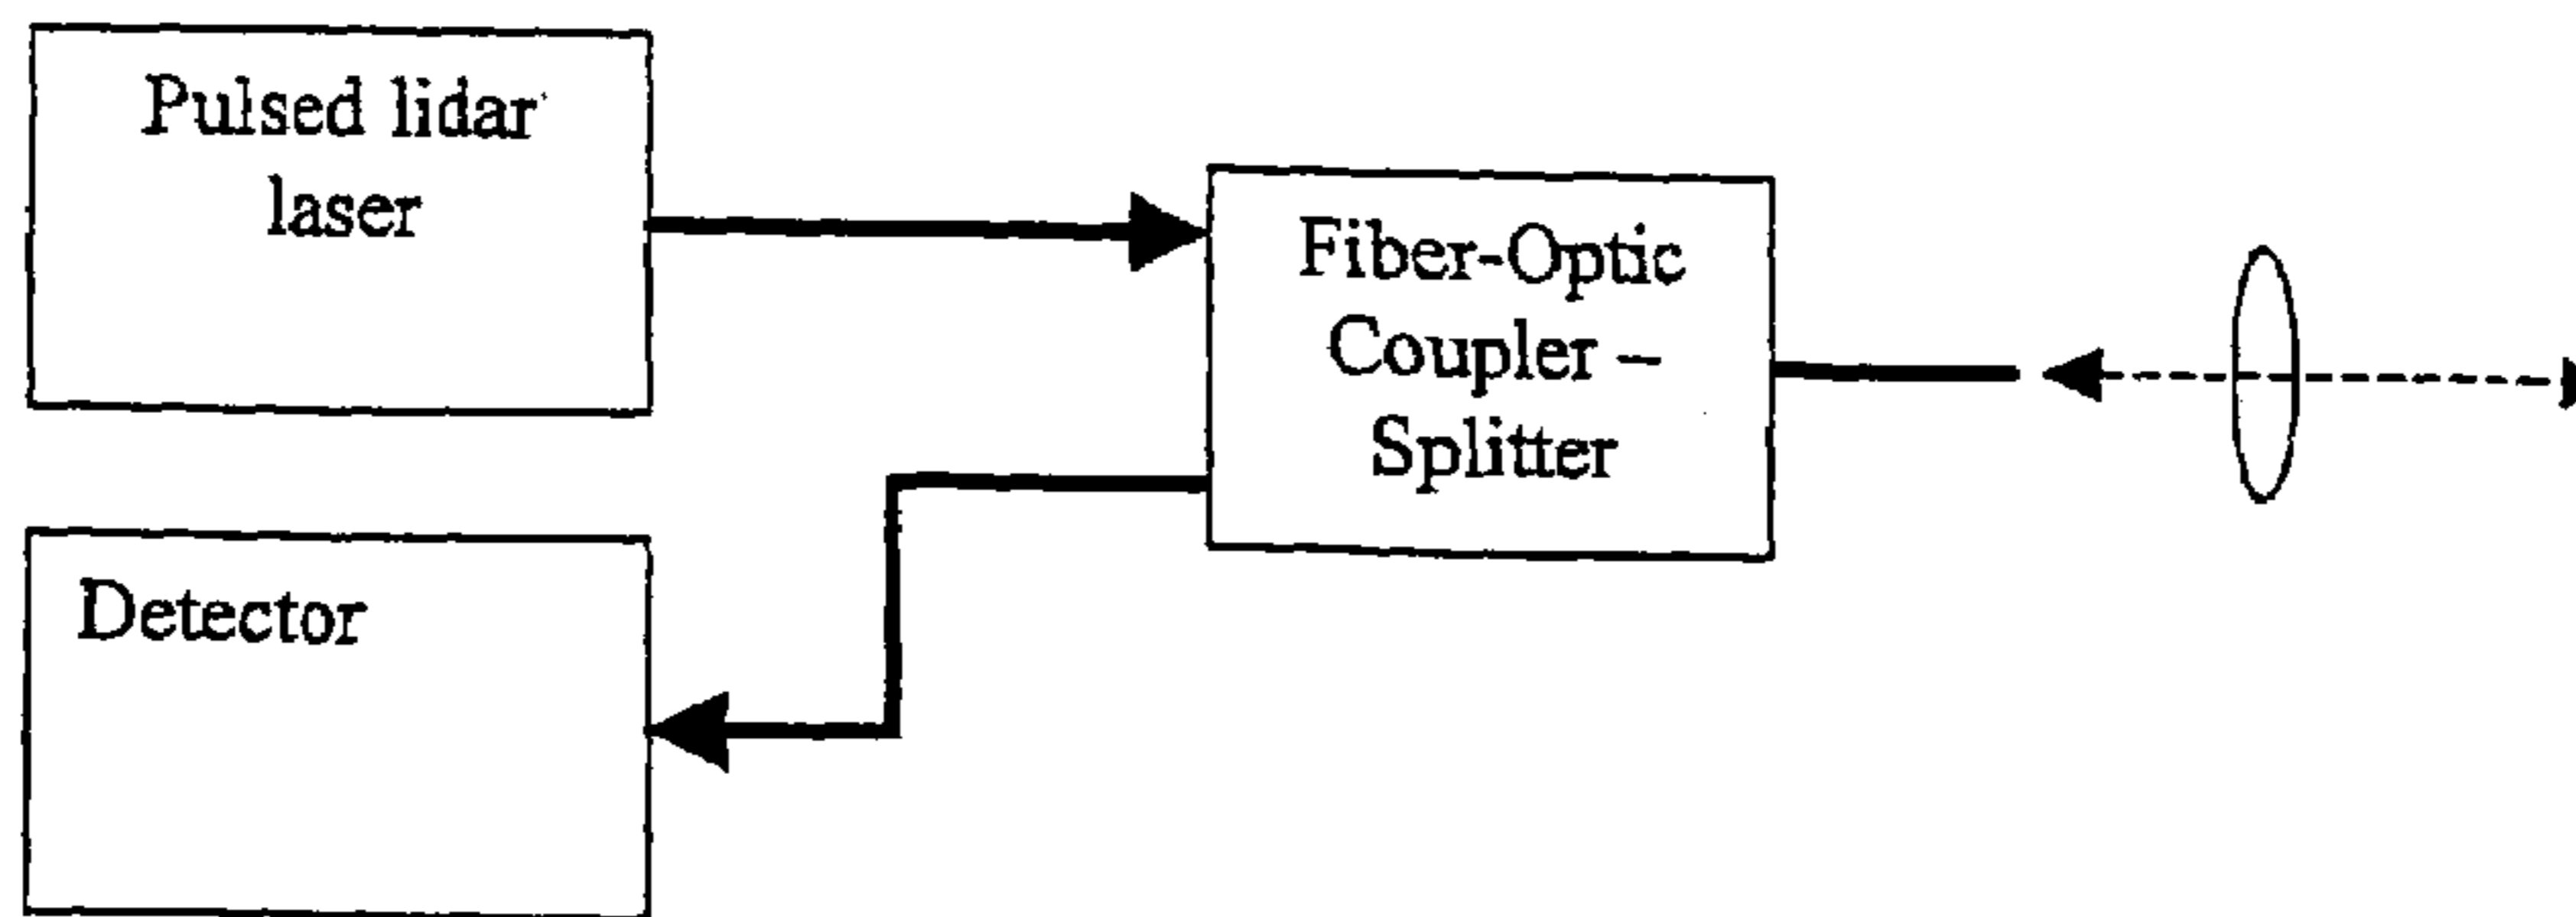 Pulsed lidar
laser
Fiber-Optic
Coupler –
Splitter
Detector